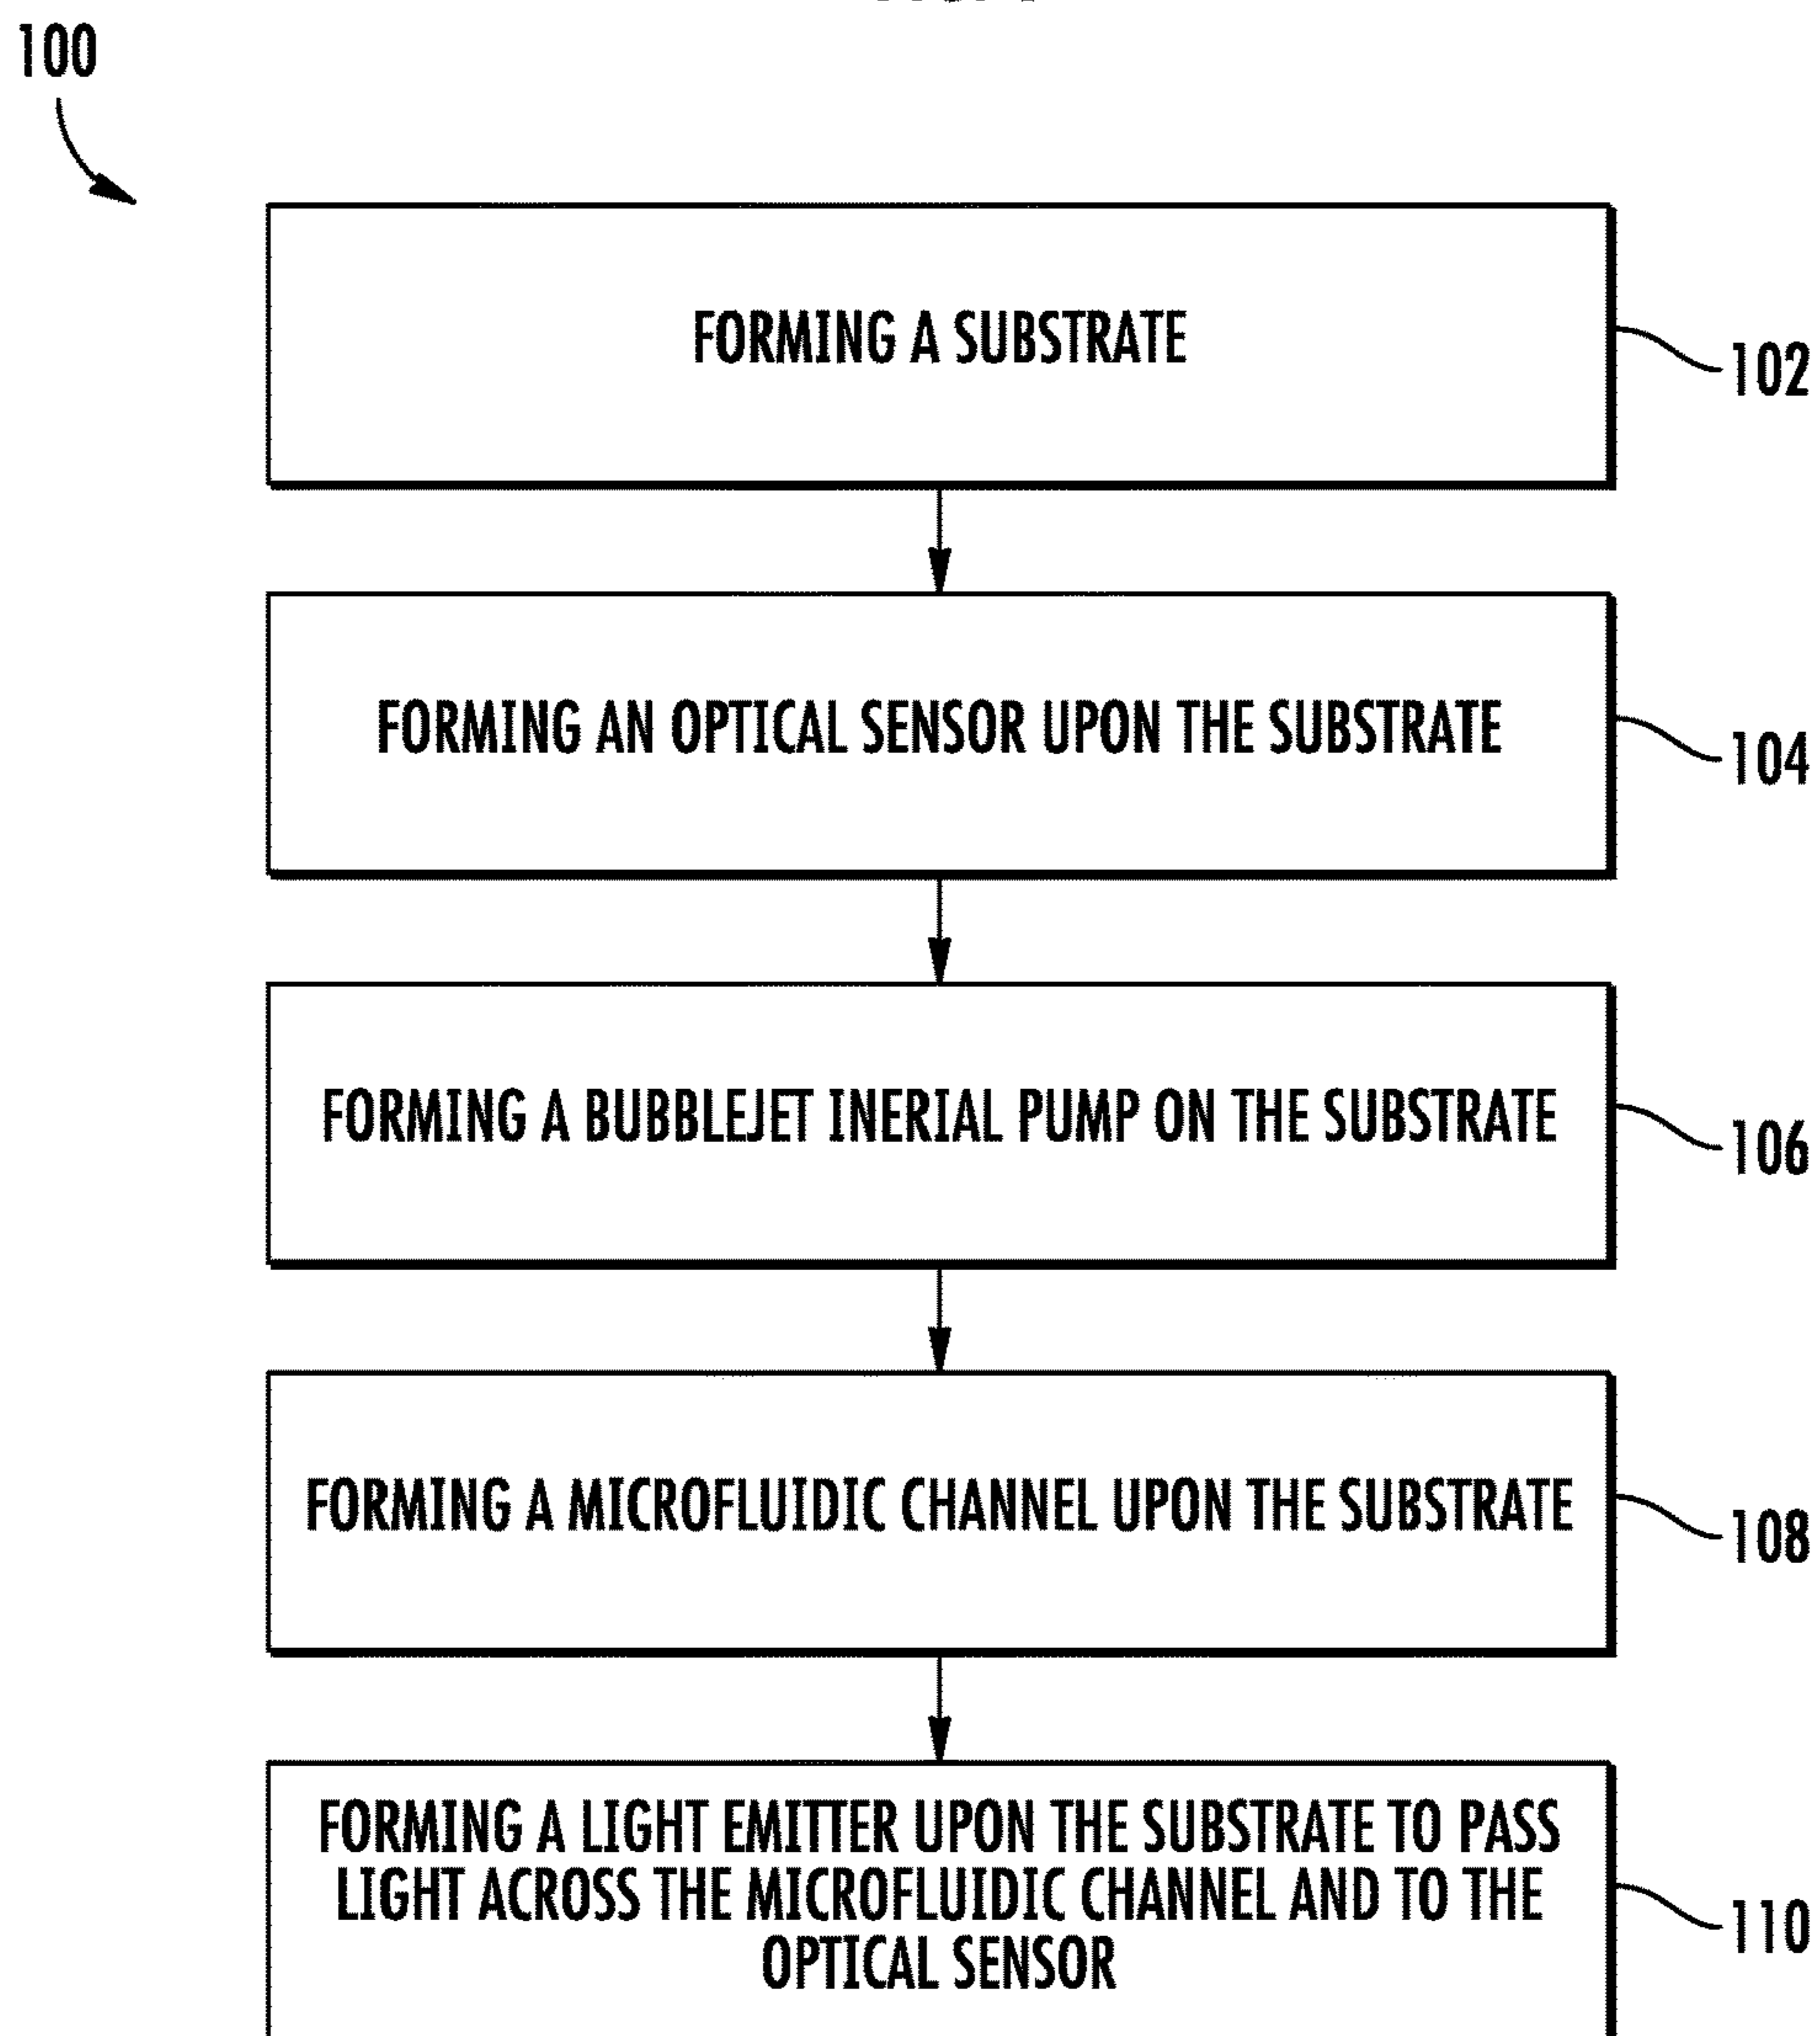 100
FORMING A SUBSTRATE
102
FORMING AN OPTICAL SENSOR UPON THE SUBSTRATE
104
FORMING A BUBBLEJET INERIAL PUMP ON THE SUBSTRATE
106
FORMING A MICROFLUIDIC CHANNEL UPON THE SUBSTRATE
108
FORMING A LIGHT EMITTER UPON THE SUBSTRATE TO PASS
LIGHT ACROSS THE MICROFLUIDIC CHANNEL AND TO THE
OPTICAL SENSOR
110